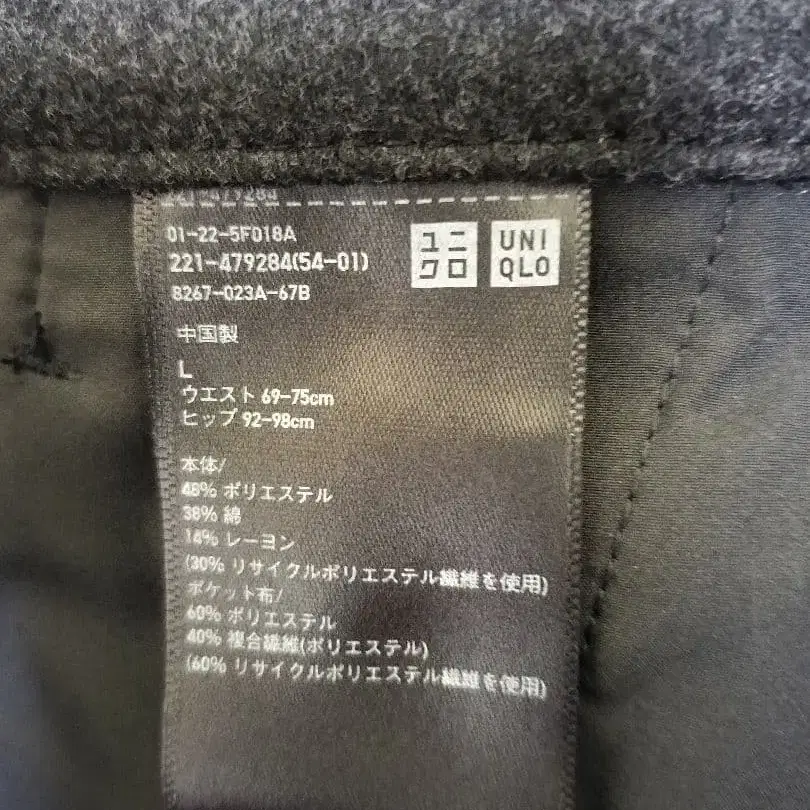 221-479284
01-22-5F018A
221-479284(54-01)
8267-023A-67B
ユニ
クロ
UNI
QLO
中国製
L
ウエスト 69-75cm
ヒップ 92-98cm
本体/
48% ポリエステル
38% 綿
14% レーヨン
(30% リサイクルポリエステル繊維を使用)
ポケット布/
60% ポリエステル
40% 複合繊維(ポリエステル)
(60% リサイクルポリエステル繊維を使用)